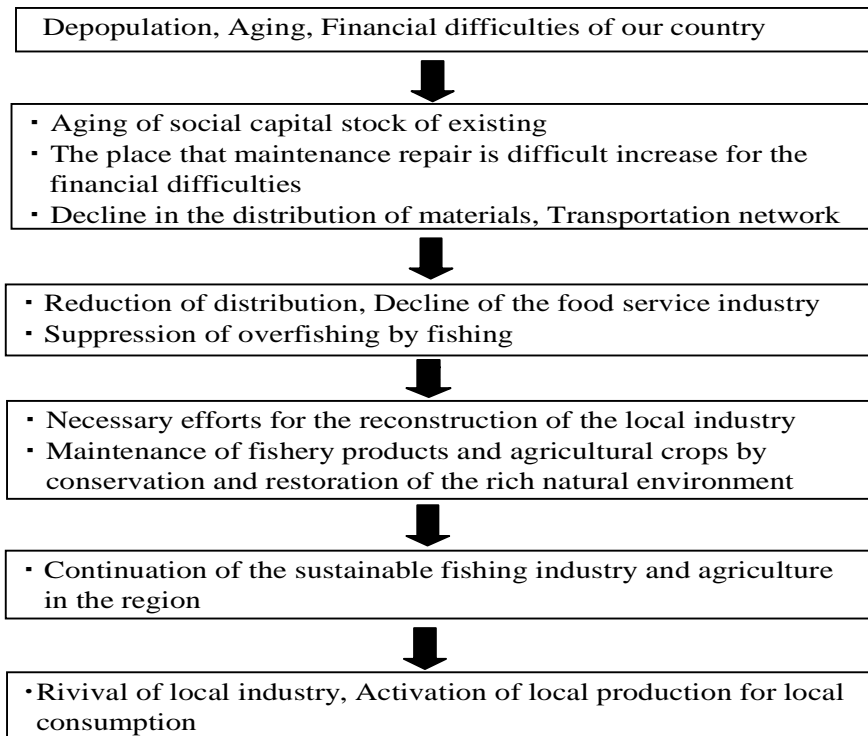 Depopulation, Aging, Financial difficulties of our country
・ Aging of social capital stock of existing
・ The place that maintenance repair is difficult increase for the
financial difficulties
・ Decline in the distribution of materials, Transportation network
・ Reduction of distribution, Decline of the food service industry
・ Suppression of overfishing by fishing
・ Necessary efforts for the reconstruction of the local industry
・ Maintenance of fishery products and agricultural crops by
conservation and restoration of the rich natural environment
・ Continuation of the sustainable fishing industry and agriculture
in the region
・Rivival of local industry, Activation of local production for local
consumption